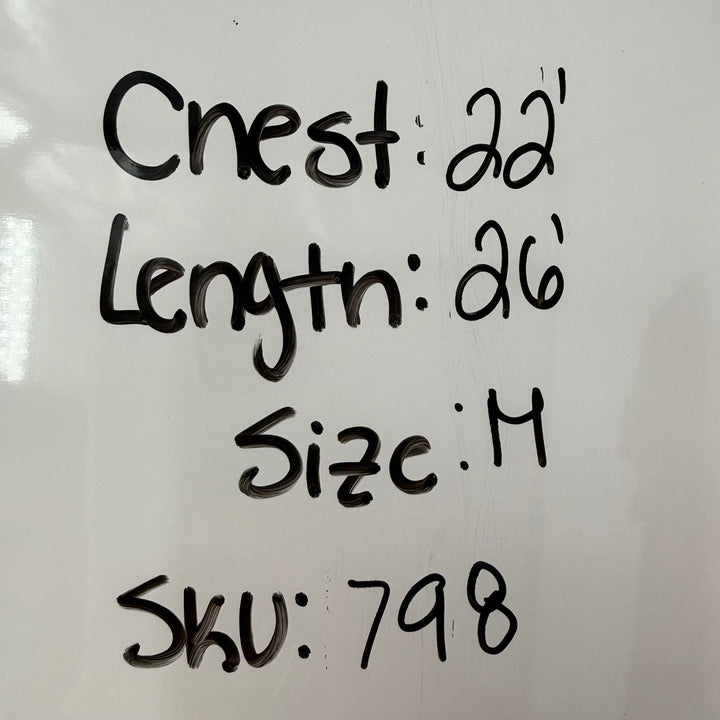 Chest: 22'
Length: 26'
Size: M
SKU: 798